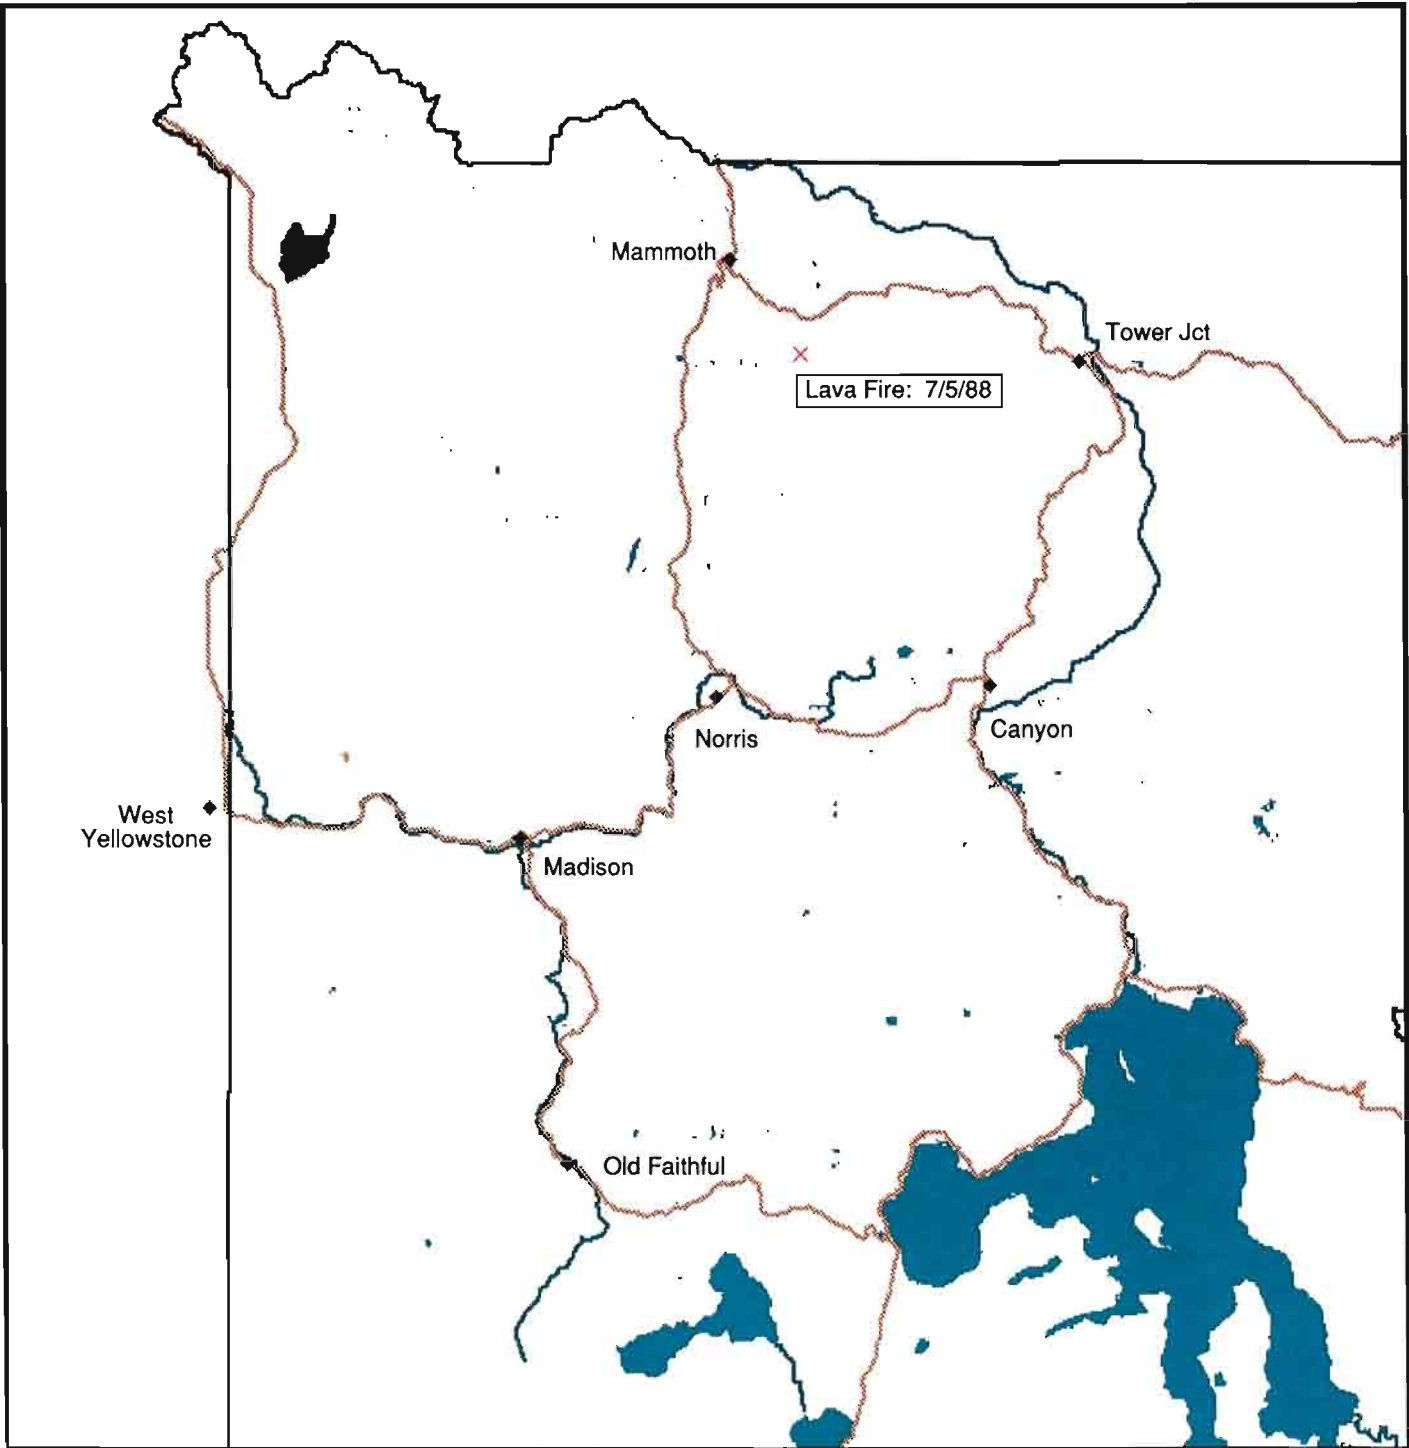 Mammoth
Tower Jct
Lava Fire: 7/5/88
Norris
Canyon
West
Yellowstone
Madison
Old Faithful